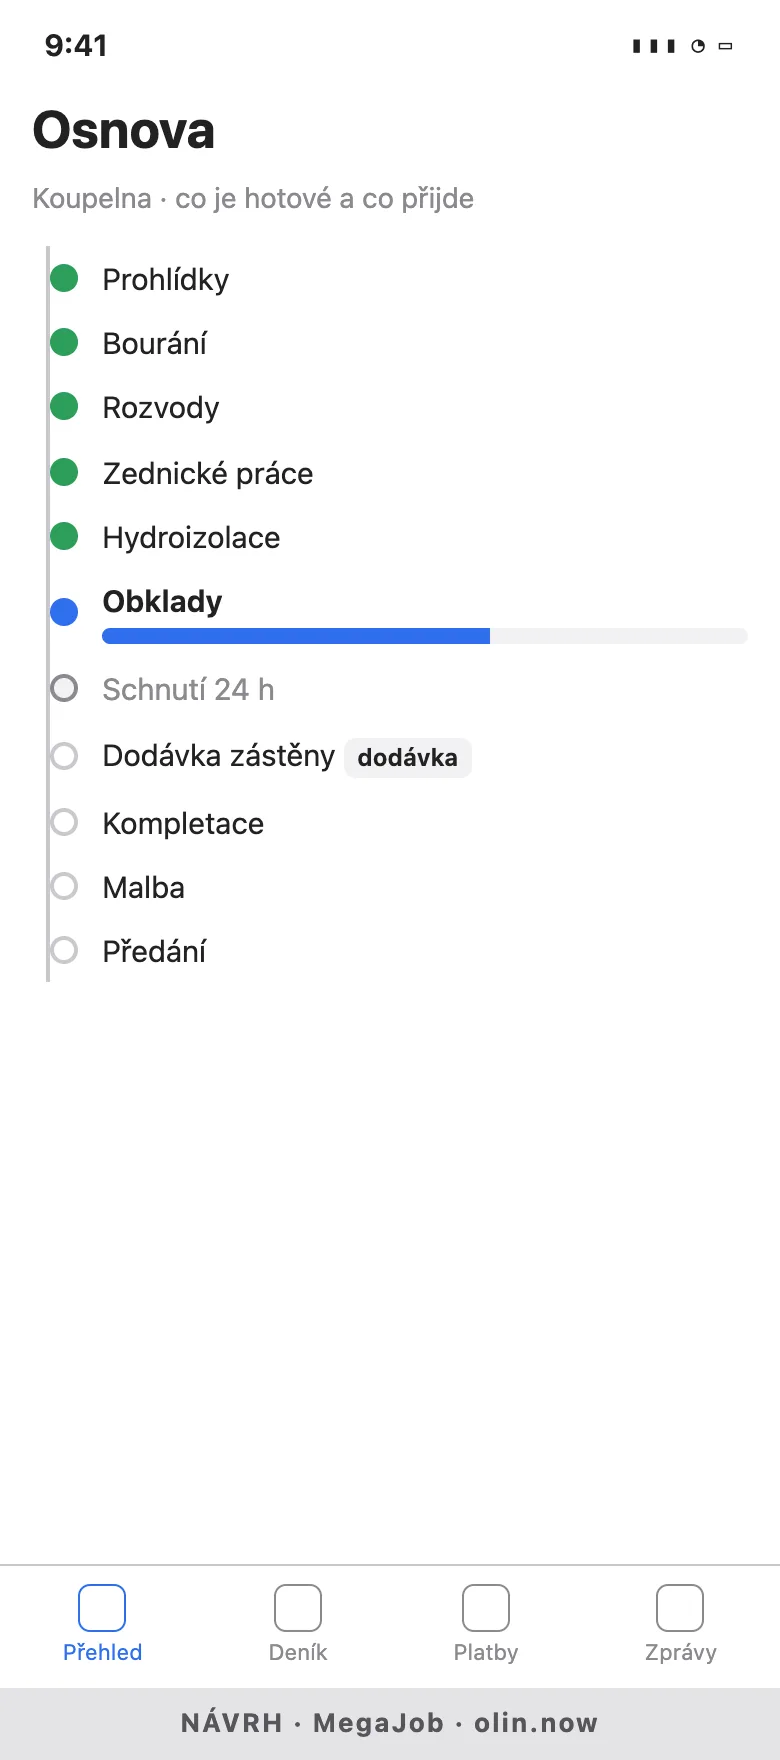 9:41
Osnova
Koupelna · co je hotové a co přijde
Prohlídky
Bourání
Rozvody
Zednické práce
Hydroizolace
Obklady
Schnutí 24 h
Dodávka zástěny dodávka
Kompletace
Malba
Předání
Přehled Deník Platby Zprávy
NÁVRH · MegaJob · olin.now